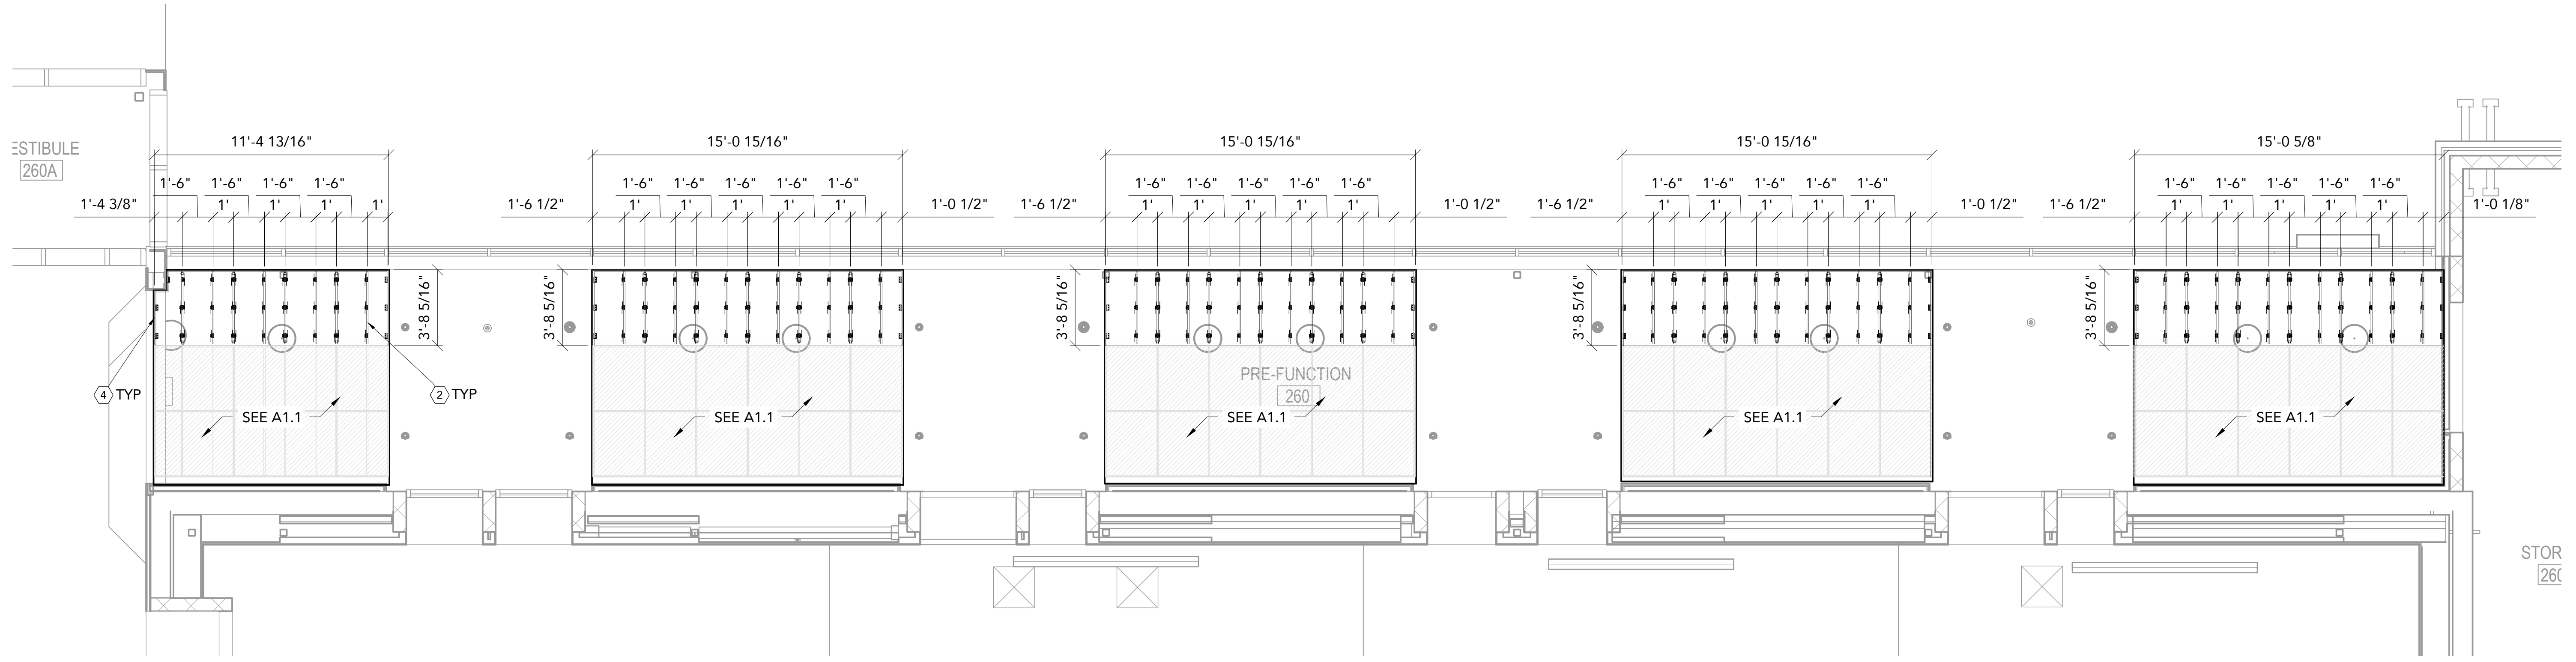 11'-4 13/16" 15'-0 15/16" 15'-0 15/16" 15'-0 15/16" 15'-0 5/8"
ESTIBULE
260A
1'-6" 1'-6" 1'-6" 1'-6" 1'-6" 1'-6" 1'-6" 1'-6" 1'-6" 1'-6" 1'-6" 1'-6" 1'-6" 1'-6" 1'-6" 1'-6" 1'-6" 1'-6" 1'-6" 1'-6" 1'-6" 1'-6" 1'-6" 1'-6"
1'-4 3/8" 1' 1' 1' 1' 1'-6 1/2" 1' 1' 1' 1' 1' 1'-0 1/2" 1'-6 1/2" 1' 1' 1' 1' 1' 1'-0 1/2" 1'-6 1/2" 1' 1' 1' 1' 1' 1'-0 1/2" 1'-6 1/2" 1' 1' 1' 1' 1' 1'-0 1/8"
3'-8 5/16" 3'-8 5/16" 3'-8 5/16" 3'-8 5/16" 3'-8 5/16"
PRE-FUNCTION
4 TYP 2 TYP 260
SEE A1.1 SEE A1.1 SEE A1.1 SEE A1.1 SEE A1.1
STOR
260